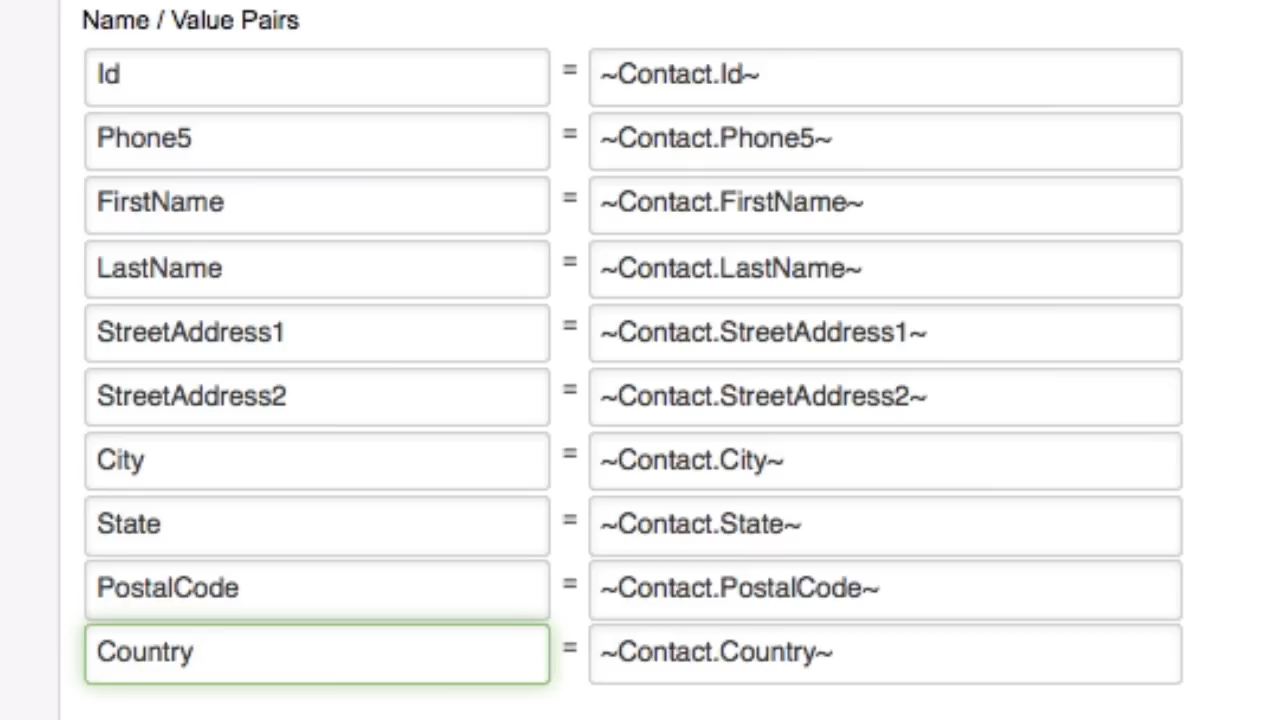 Name / Value Pairs
Id = ~Contact.Id~
Phone5 = ~Contact.Phone5~
FirstName = ~Contact.FirstName~
LastName = ~Contact.LastName~
StreetAddress1 = ~Contact.StreetAddress1~
StreetAddress2 = ~Contact.StreetAddress2~
City = ~Contact.City~
State = ~Contact.State~
PostalCode = ~Contact.PostalCode~
Country = ~Contact.Country~